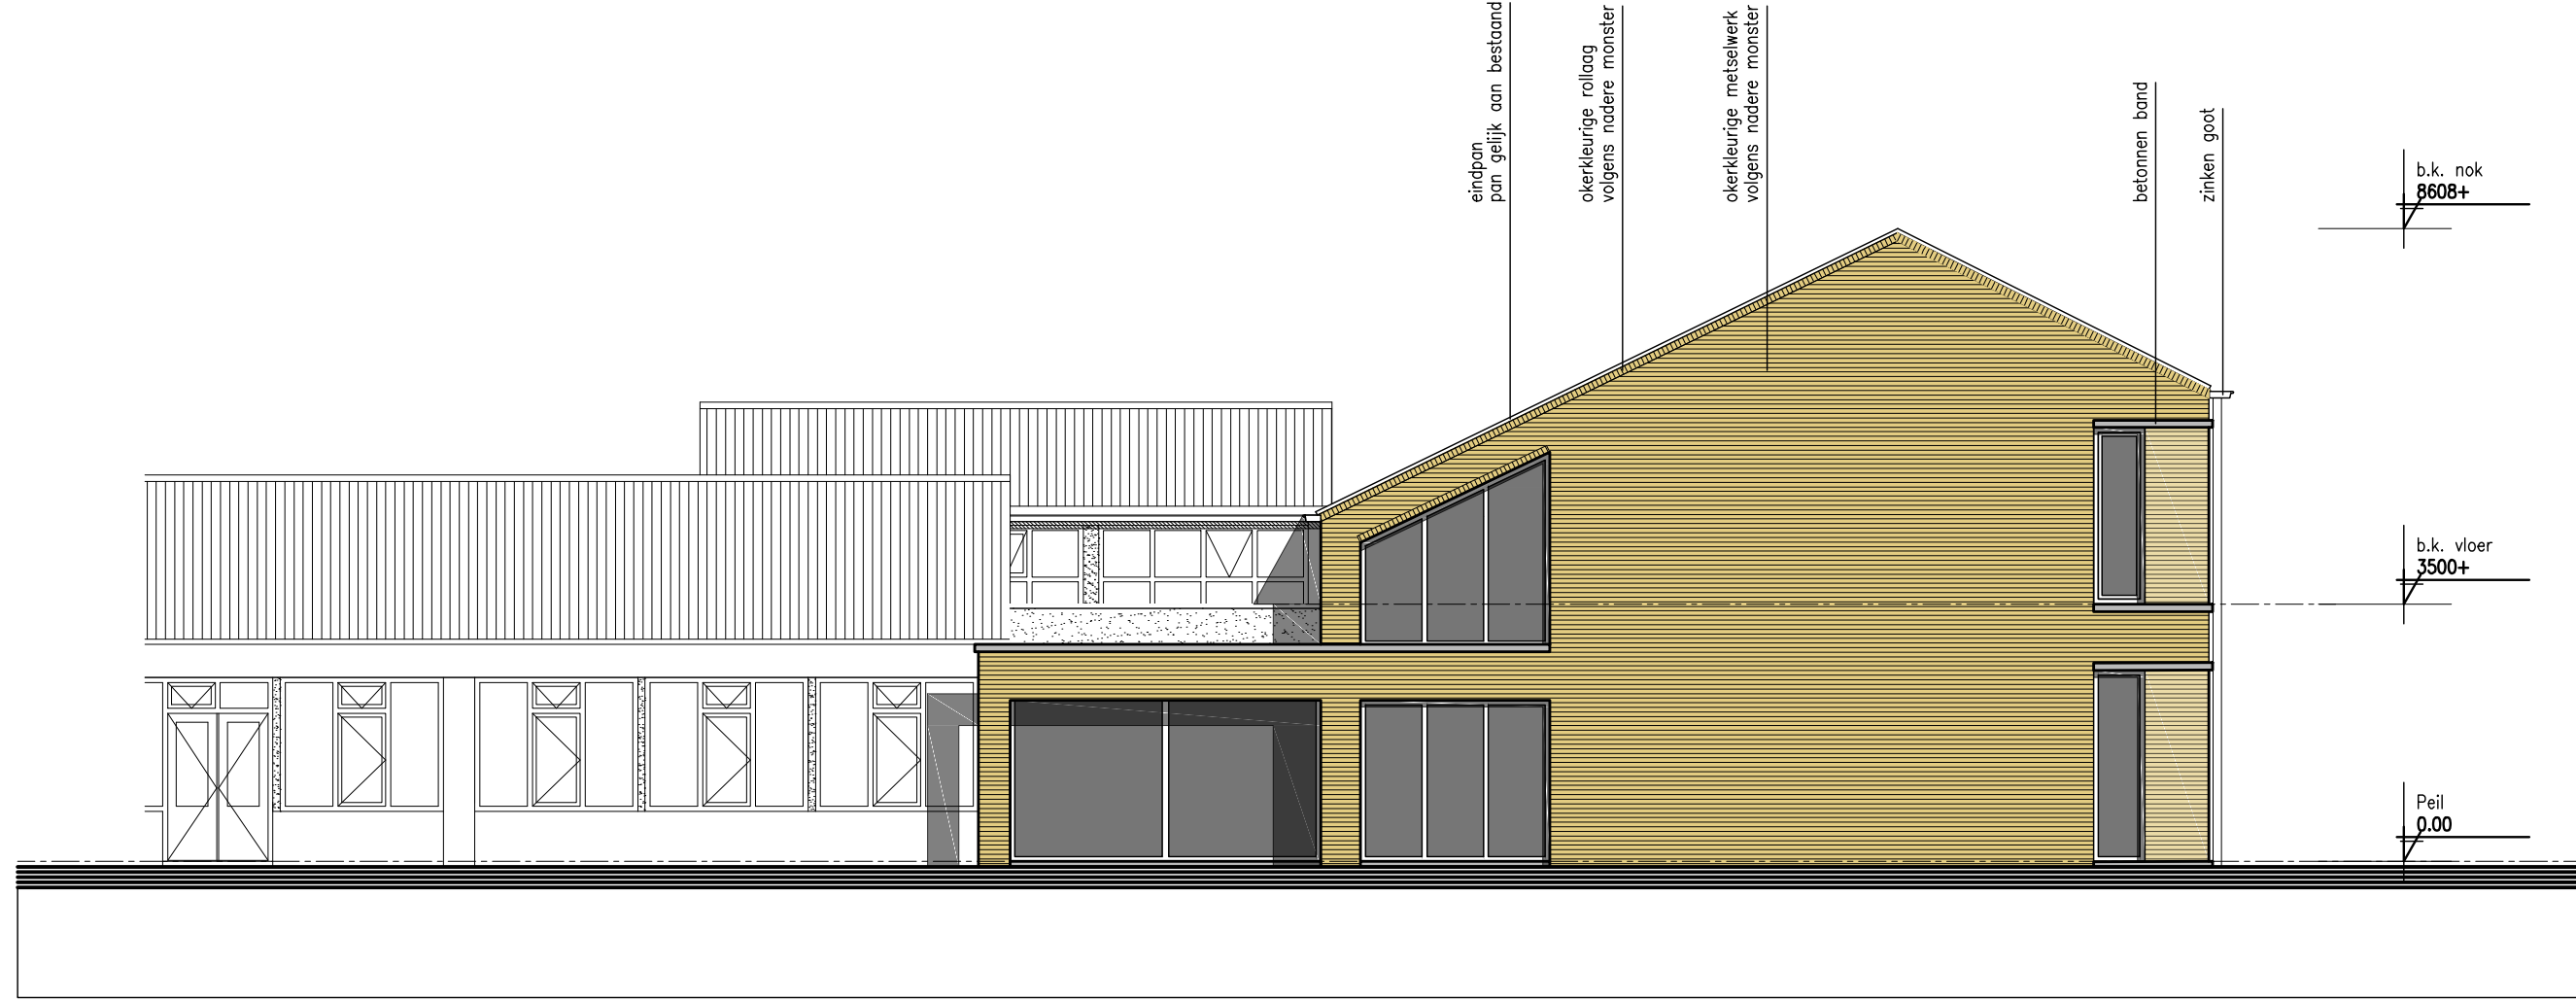 eindpan
pan gelijk aan bestaand
okerkleurige rollaag
volgens nadere monster
okerkleurige metselwerk
volgens nadere monster
betonnen band
zinken goot
b.k. nok
8608+
b.k. vloer
3500+
Peil
0.00